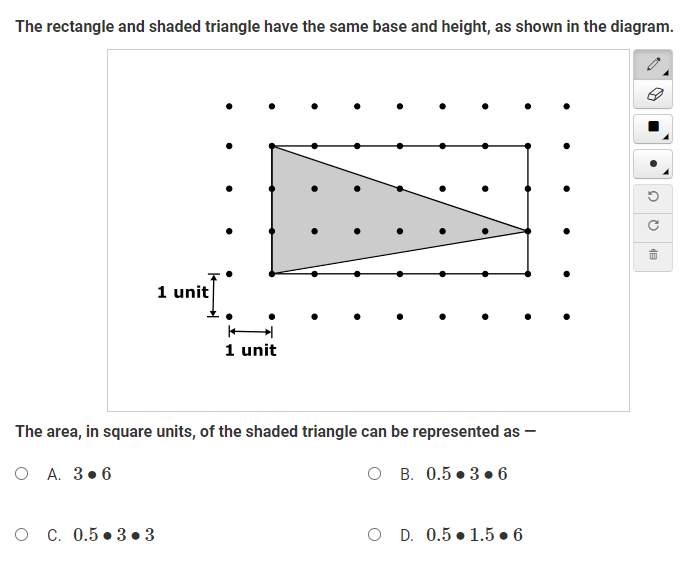 The rectangle and shaded triangle have the same base and height, as shown in the diagram.
1 unit
1 unit
The area, in square units, of the shaded triangle can be represented as —
A. 3 • 6
B. 0.5 • 3 • 6
C. 0.5 • 3 • 3
D. 0.5 • 1.5 • 6